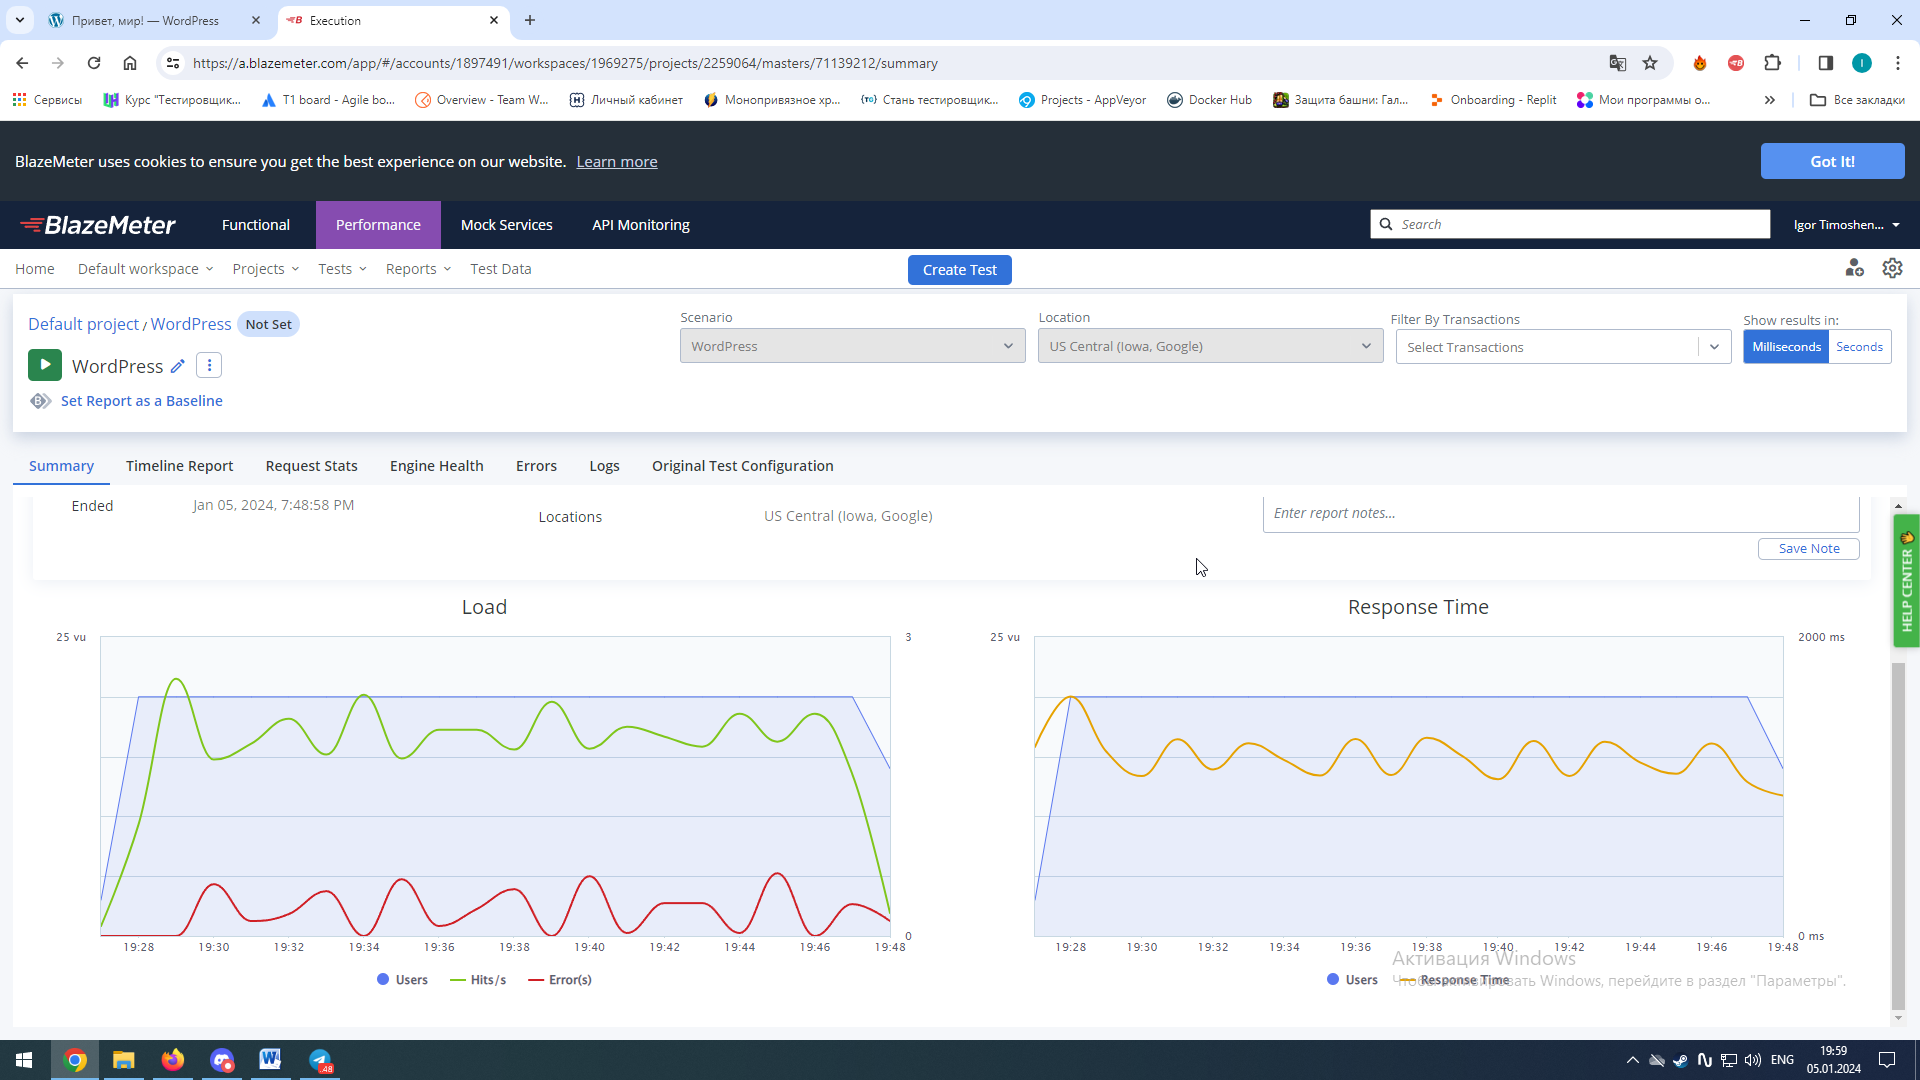 Привет, мир! — WordPress
Execution
https://a.blazemeter.com/app/#/accounts/1897491/workspaces/1969275/projects/2259064/masters/71139212/summary
I
Сервисы
Курс "Тестировщик...
T1 board - Agile bo...
Overview - Team W...
Личный кабинет
Монопривязное хр...
Стань тестировщик...
Projects - AppVeyor
Docker Hub
Защита башни: Гал...
Onboarding - Replit
Мои программы о...
Все закладки
BlazeMeter uses cookies to ensure you get the best experience on our website. Learn more
Got It!
BlazeMeter
Functional
Performance
Mock Services
API Monitoring
Search
Igor Timoshen...
Home
Default workspace
Projects
Tests
Reports
Test Data
Create Test
Default project / WordPress
Not Set
WordPress
Set Report as a Baseline
Scenario
WordPress
Location
US Central (Iowa, Google)
Filter By Transactions
Select Transactions
Show results in:
Milliseconds
Seconds
Summary
Timeline Report
Request Stats
Engine Health
Errors
Logs
Original Test Configuration
Ended
Jan 05, 2024, 7:48:58 PM
Locations
US Central (Iowa, Google)
Enter report notes...
Save Note
HELP CENTER
Load
25 vu
3
0
19:28 19:30 19:32 19:34 19:36 19:38 19:40 19:42 19:44 19:46 19:48
Users
Hits/s
Error(s)
Response Time
25 vu
2000 ms
0 ms
19:28 19:30 19:32 19:34 19:36 19:38 19:40 19:42 19:44 19:46 19:48
Users
Response Time
Активация Windows
Чтобы активировать Windows, перейдите в раздел "Параметры".
48
ENG
19:59
05.01.2024